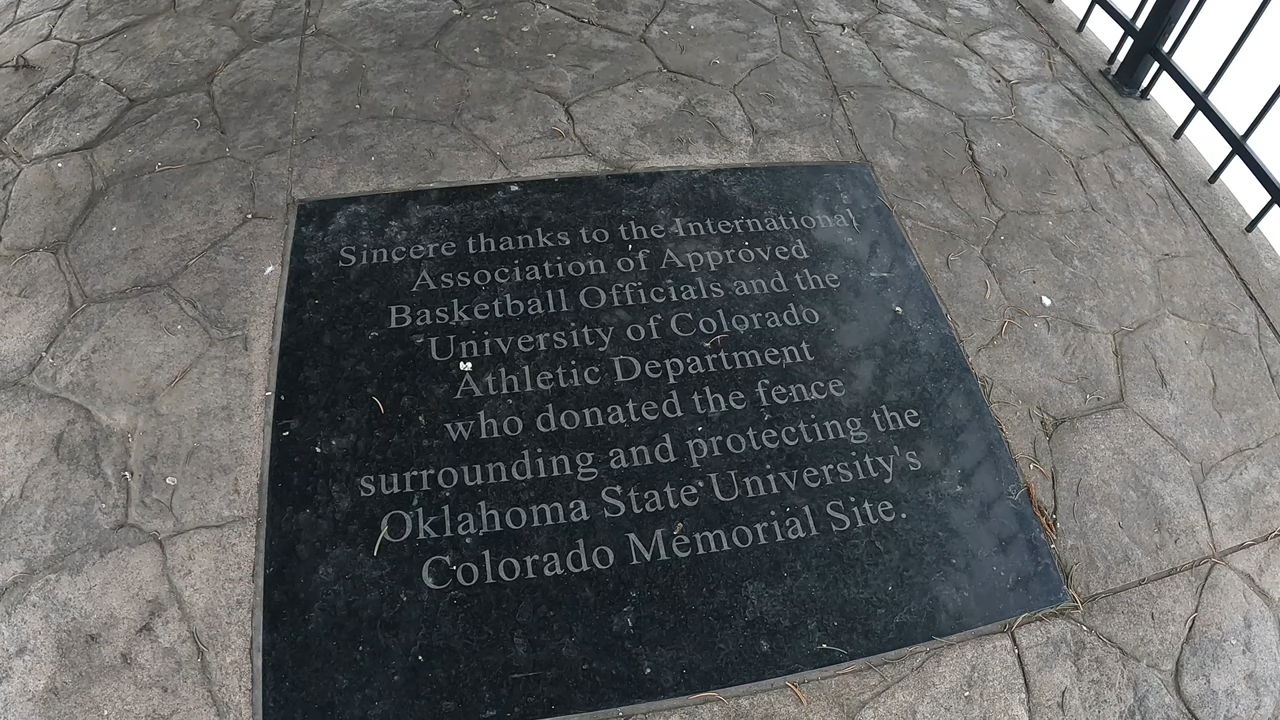 Sincere thanks to the International
Association of Approved
Basketball Officials and the
University of Colorado
Athletic Department
who donated the fence
surrounding and protecting the
Oklahoma State University's
Colorado Memorial Site.